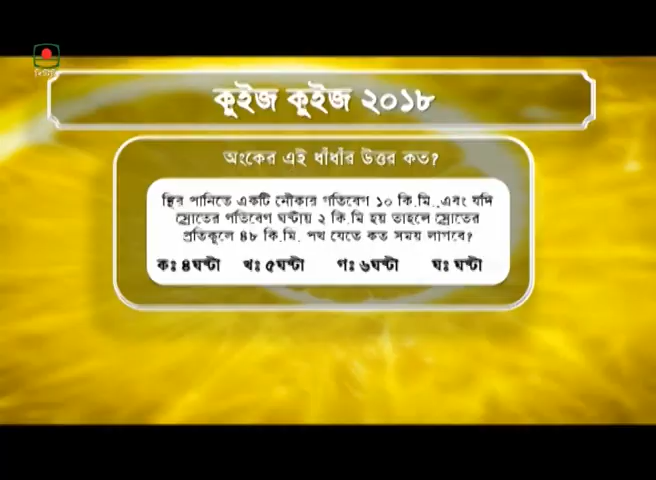 বিটিভি
কুইজ কুইজ ২০১৮
অংকের এই ধাঁধাঁর উত্তর কত?
স্থির পানিতে একটি নৌকার গতিবেগ ১০ কি.মি. এবং যদি
স্রোতের গতিবেগ ঘন্টায় ২ কি.মি হয় তাহলে স্রোতের
প্রতিকূলে ৪৮ কি.মি. পথ যেতে কত সময় লাগবে?
ক: ৪ঘন্টা খ: ৫ঘন্টা গ: ৬ঘন্টা ঘ: ঘন্টা